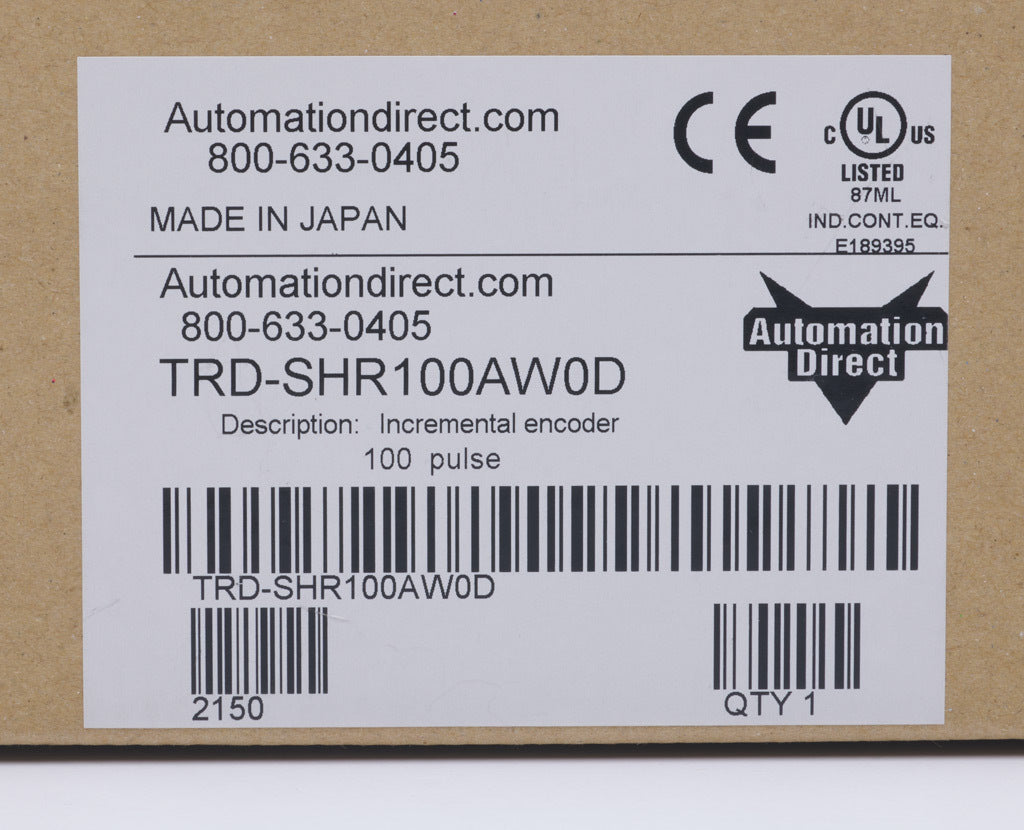 Automationdirect.com
800-633-0405
MADE IN JAPAN
CE
C UL US
LISTED
87ML
IND.CONT.EQ.
E189395
Automationdirect.com
800-633-0405
Automation
Direct
TRD-SHR100AW0D
Description: Incremental encoder
100 pulse
TRD-SHR100AW0D
2150
QTY 1